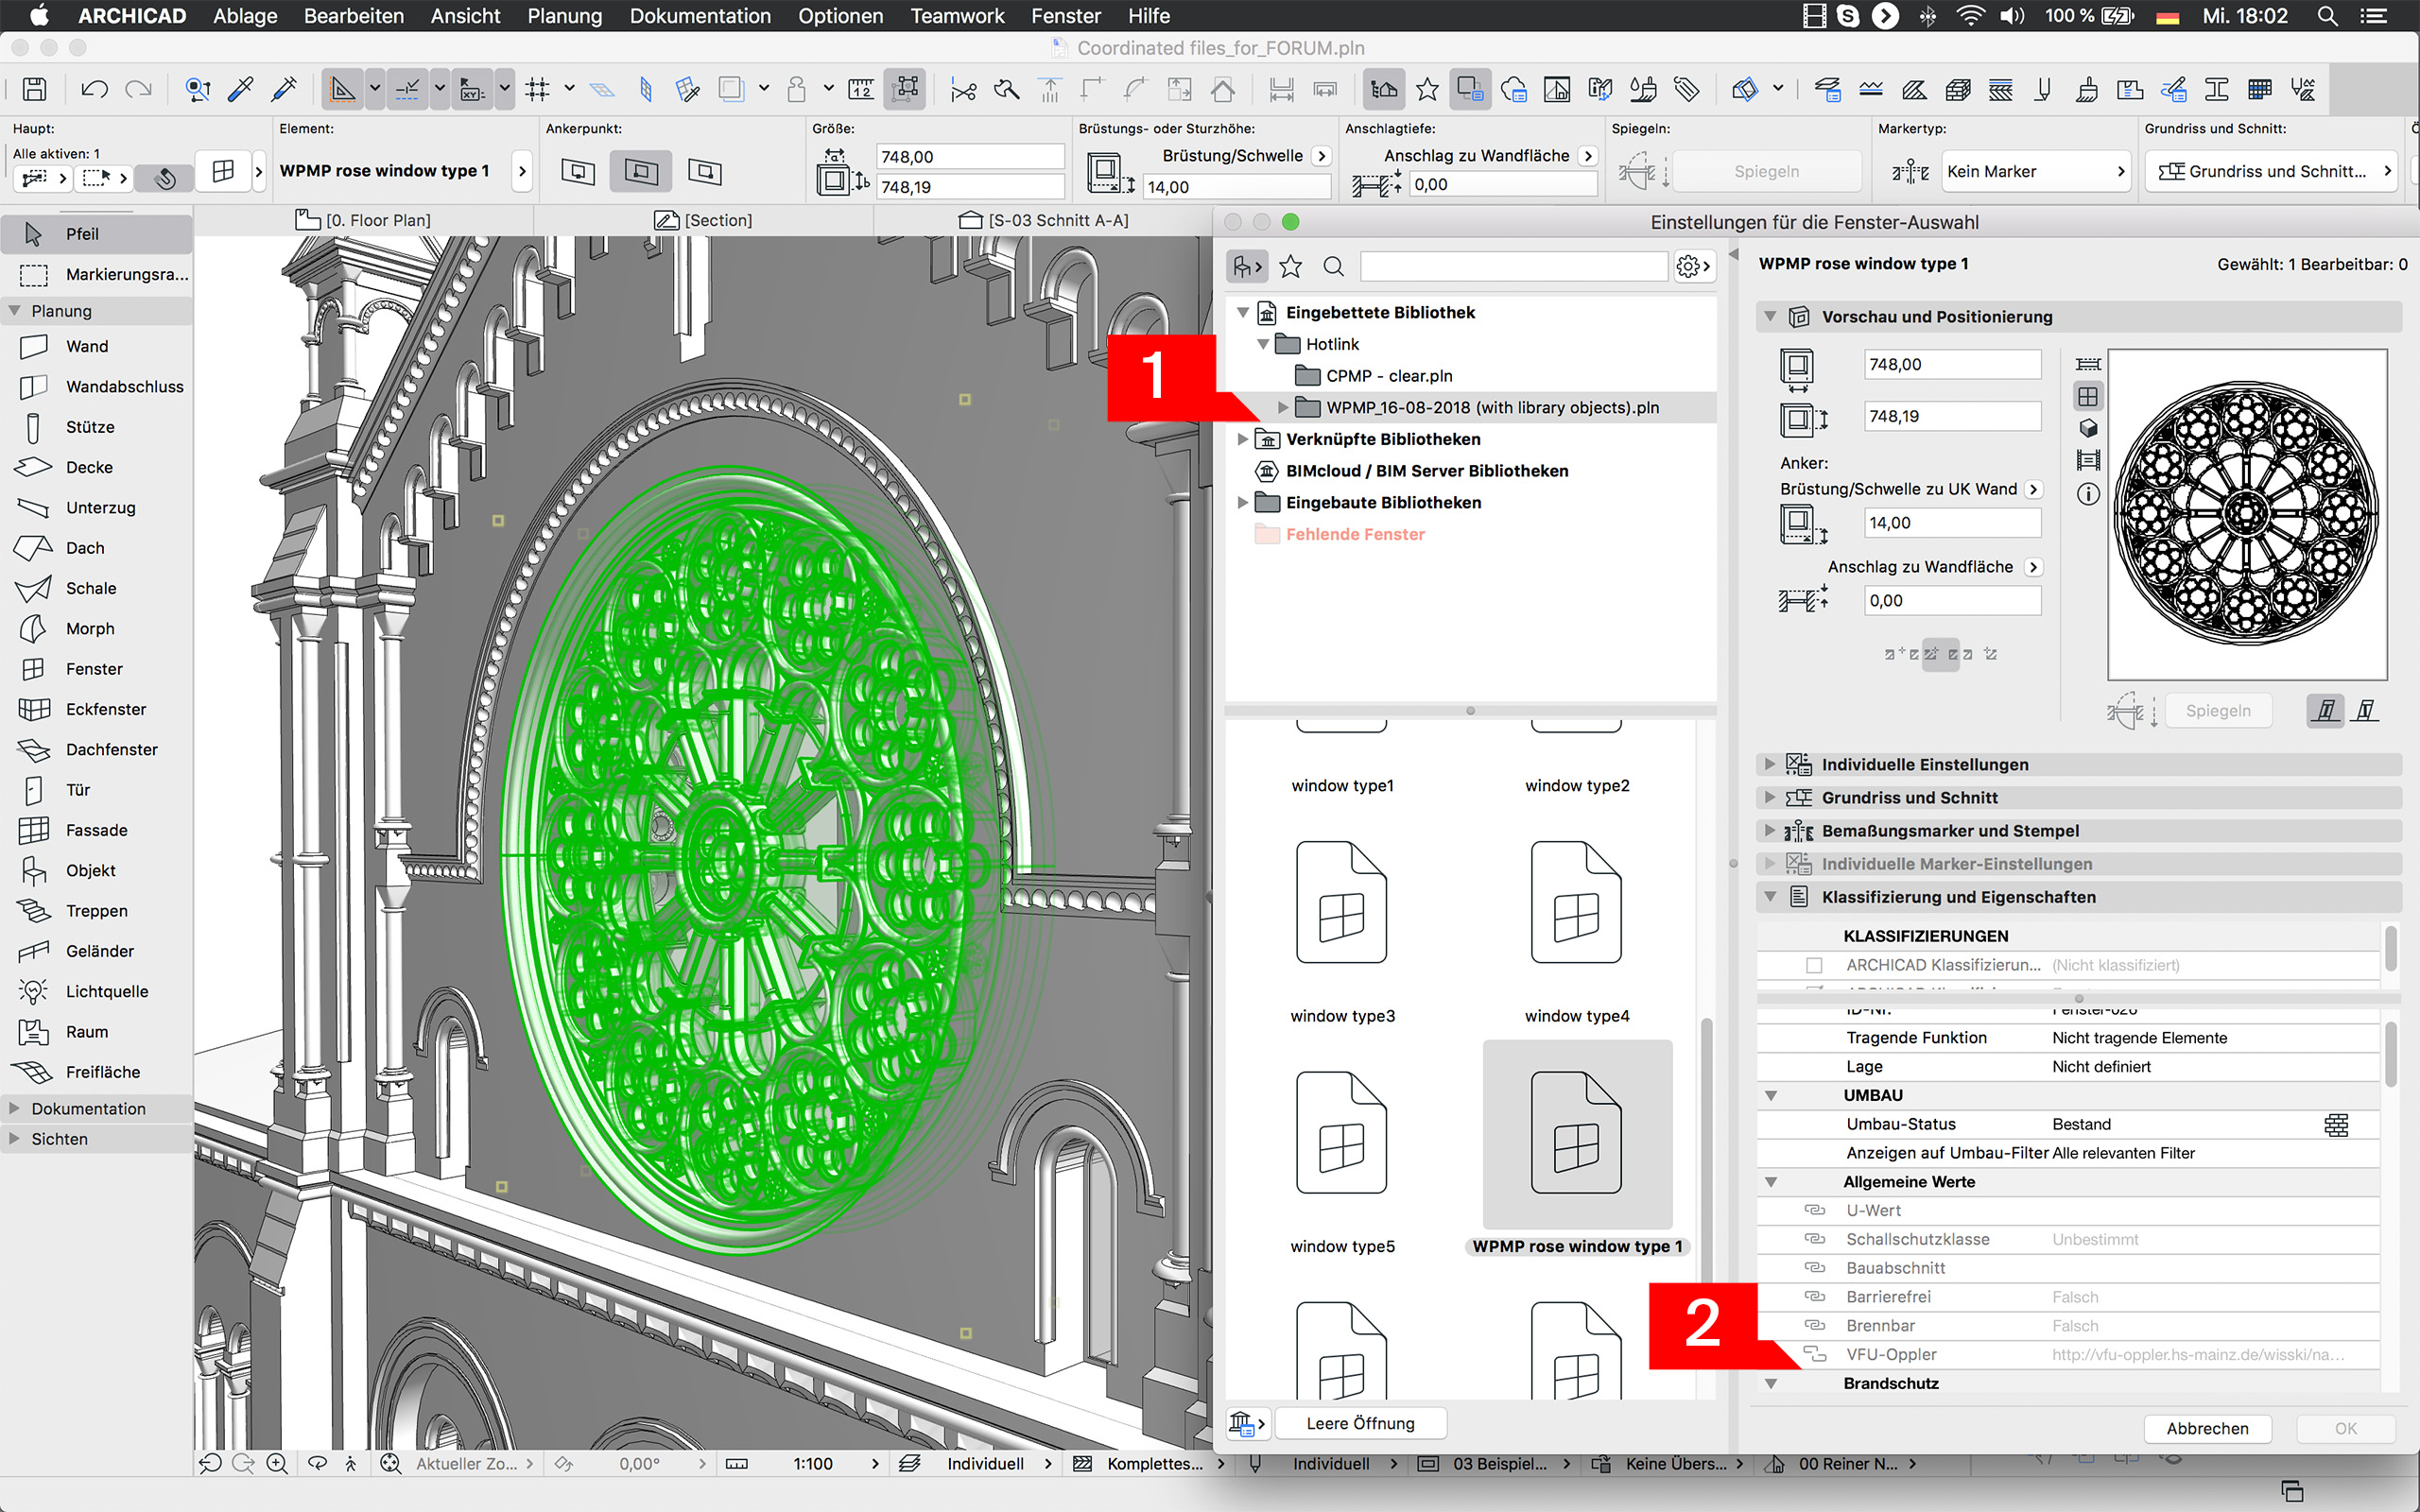 ARCHICAD Ablage Bearbeiten Ansicht Planung Dokumentation Optionen Teamwork Fenster Hilfe 100 % Mi. 18:02
Coordinated files_for_FORUM.pln
Haupt:
Alle aktiven: 1
Element:
WPMP rose window type 1
Ankerpunkt:
Größe:
748,00
748,19
Brüstungs- oder Sturzhöhe:
Brüstung/Schwelle
14,00
Anschlagtiefe:
Anschlag zu Wandfläche
0,00
Spiegeln:
Spiegeln
Markertyp:
Kein Marker
Grundriss und Schnitt:
Grundriss und Schnitt...
[0. Floor Plan]
[Section]
[S-03 Schnitt A-A]
Pfeil
Markierungsra...
Planung
Wand
Wandabschluss
Stütze
Decke
Unterzug
Dach
Schale
Morph
Fenster
Eckfenster
Dachfenster
Tür
Fassade
Objekt
Treppen
Geländer
Lichtquelle
Raum
Freifläche
Dokumentation
Sichten
Einstellungen für die Fenster-Auswahl
Eingebettete Bibliothek
Hotlink
CPMP - clear.pln
1
WPMP_16-08-2018 (with library objects).pln
Verknüpfte Bibliotheken
BIMcloud / BIM Server Bibliotheken
Eingebaute Bibliotheken
Fehlende Fenster
window type1
window type2
window type3
window type4
window type5
WPMP rose window type 1
Leere Öffnung
WPMP rose window type 1
Gewählt: 1 Bearbeitbar: 0
Vorschau und Positionierung
748,00
748,19
Anker:
Brüstung/Schwelle zu UK Wand
14,00
Anschlag zu Wandfläche
0,00
Spiegeln
Individuelle Einstellungen
Grundriss und Schnitt
Bemaßungsmarker und Stempel
Individuelle Marker-Einstellungen
Klassifizierung und Eigenschaften
KLASSIFIZIERUNGEN
ARCHICAD Klassifizierun... (Nicht klassifiziert)
ID-Nr. Fenster-026
Tragende Funktion Nicht tragende Elemente
Lage Nicht definiert
UMBAU
Umbau-Status Bestand
Anzeigen auf Umbau-Filter Alle relevanten Filter
Allgemeine Werte
U-Wert
Schallschutzklasse Unbestimmt
Bauabschnitt
Barrierefrei Falsch
Brennbar Falsch
2
VFU-Oppler http://vfu-oppler.hs-mainz.de/wisski/na...
Brandschutz
Abbrechen
OK
Aktueller Zo... 0,00° 1:100 Individuell Komplettes... Individuell 03 Beispiel... Keine Übers... 00 Reiner N...